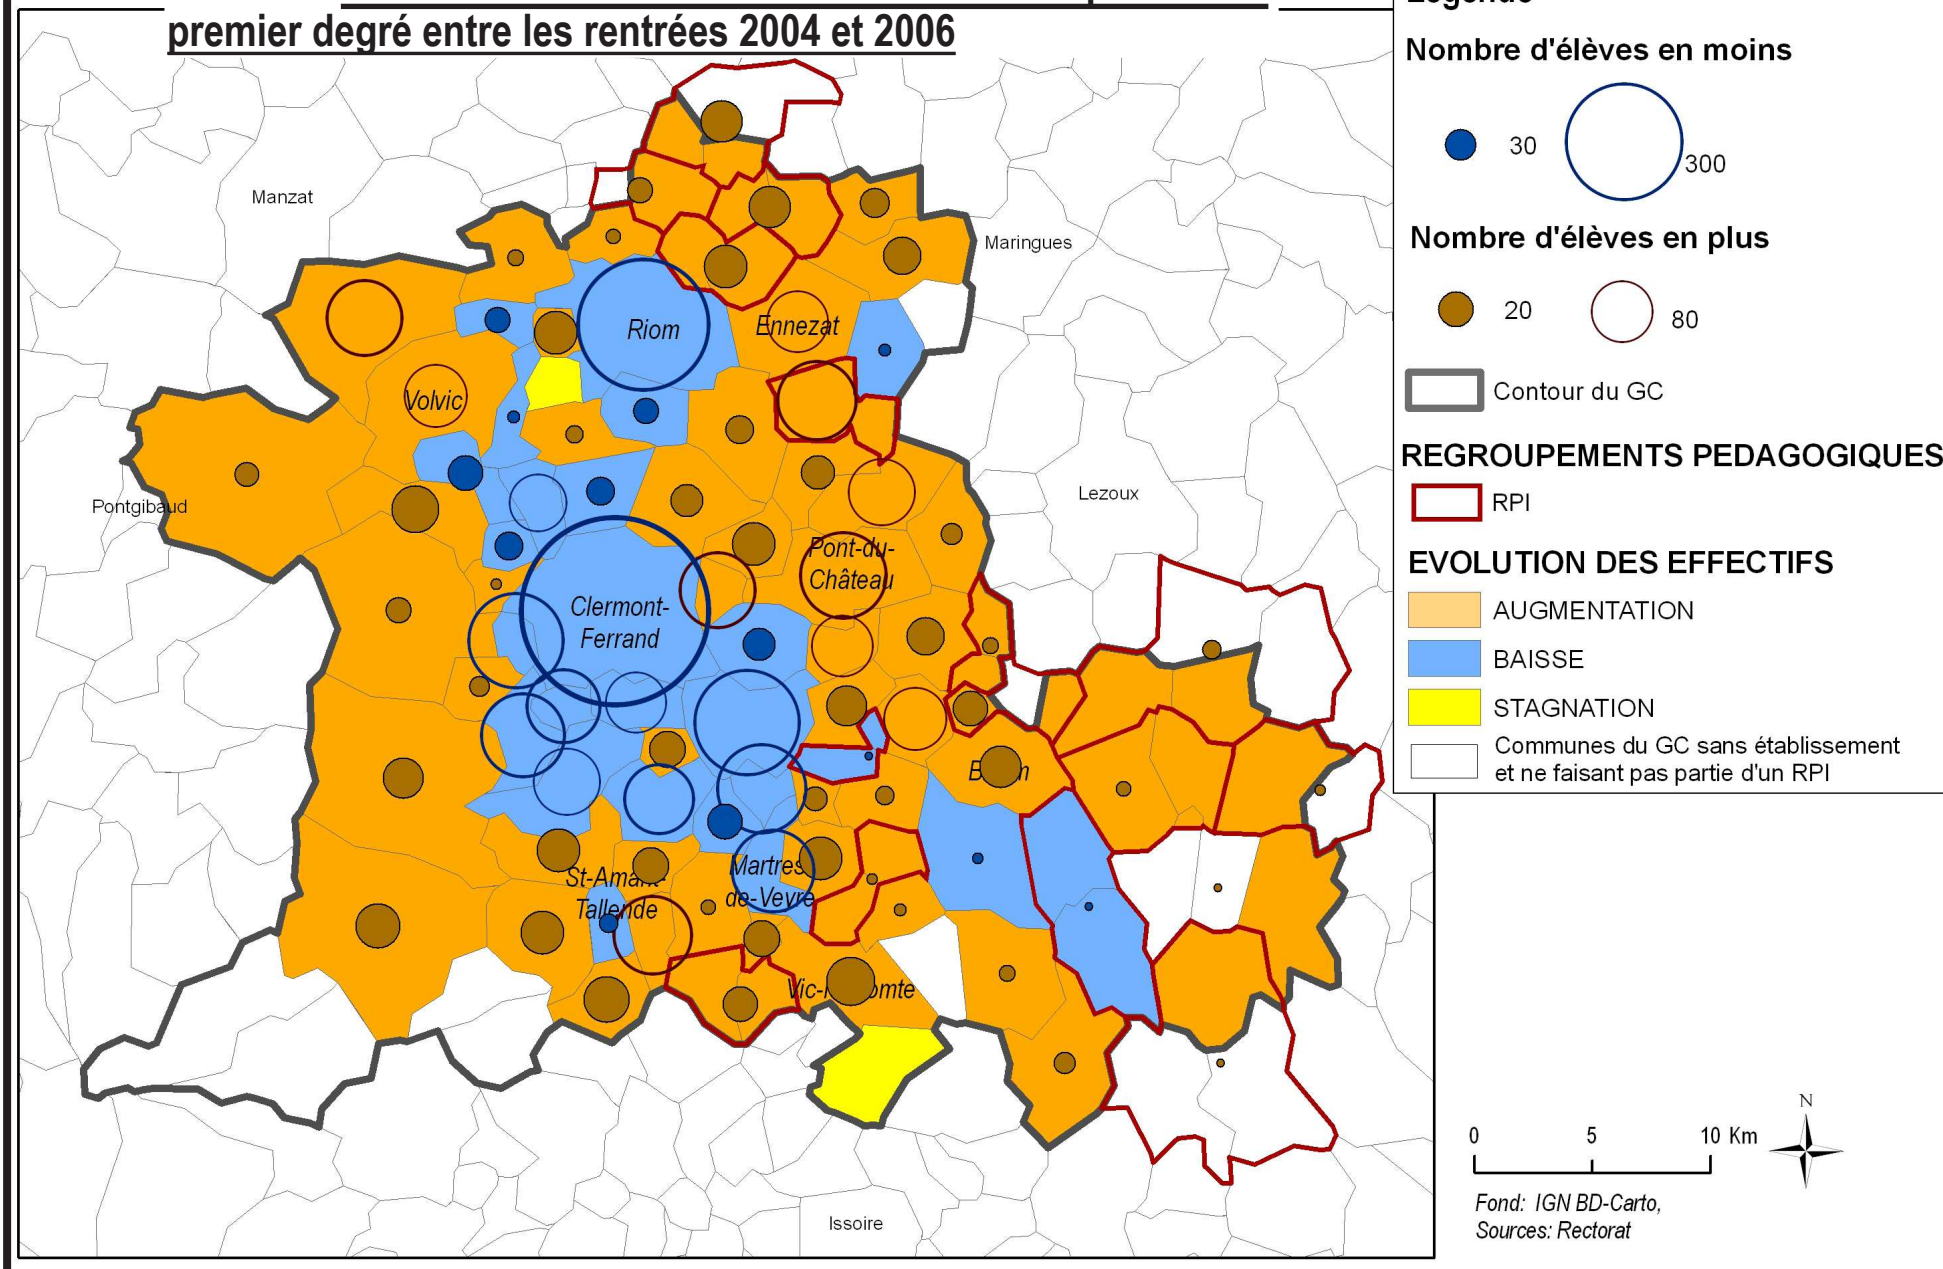 premier degré entre les rentrées 2004 et 2006
Légende
Nombre d'élèves en moins
30
300
Nombre d'élèves en plus
20
80
Contour du GC
REGROUPEMENTS PEDAGOGIQUES
RPI
EVOLUTION DES EFFECTIFS
AUGMENTATION
BAISSE
STAGNATION
Communes du GC sans établissement
et ne faisant pas partie d'un RPI
Manzat
Maringues
Riom
Ennezat
Volvic
Pontgibaud
Lezoux
Pont-du-
Château
Clermont-
Ferrand
Martres
de-Veyre
St-Amant-
Tallende
Issoire
0 5 10 Km
N
Fond: IGN BD-Carto,
Sources: Rectorat